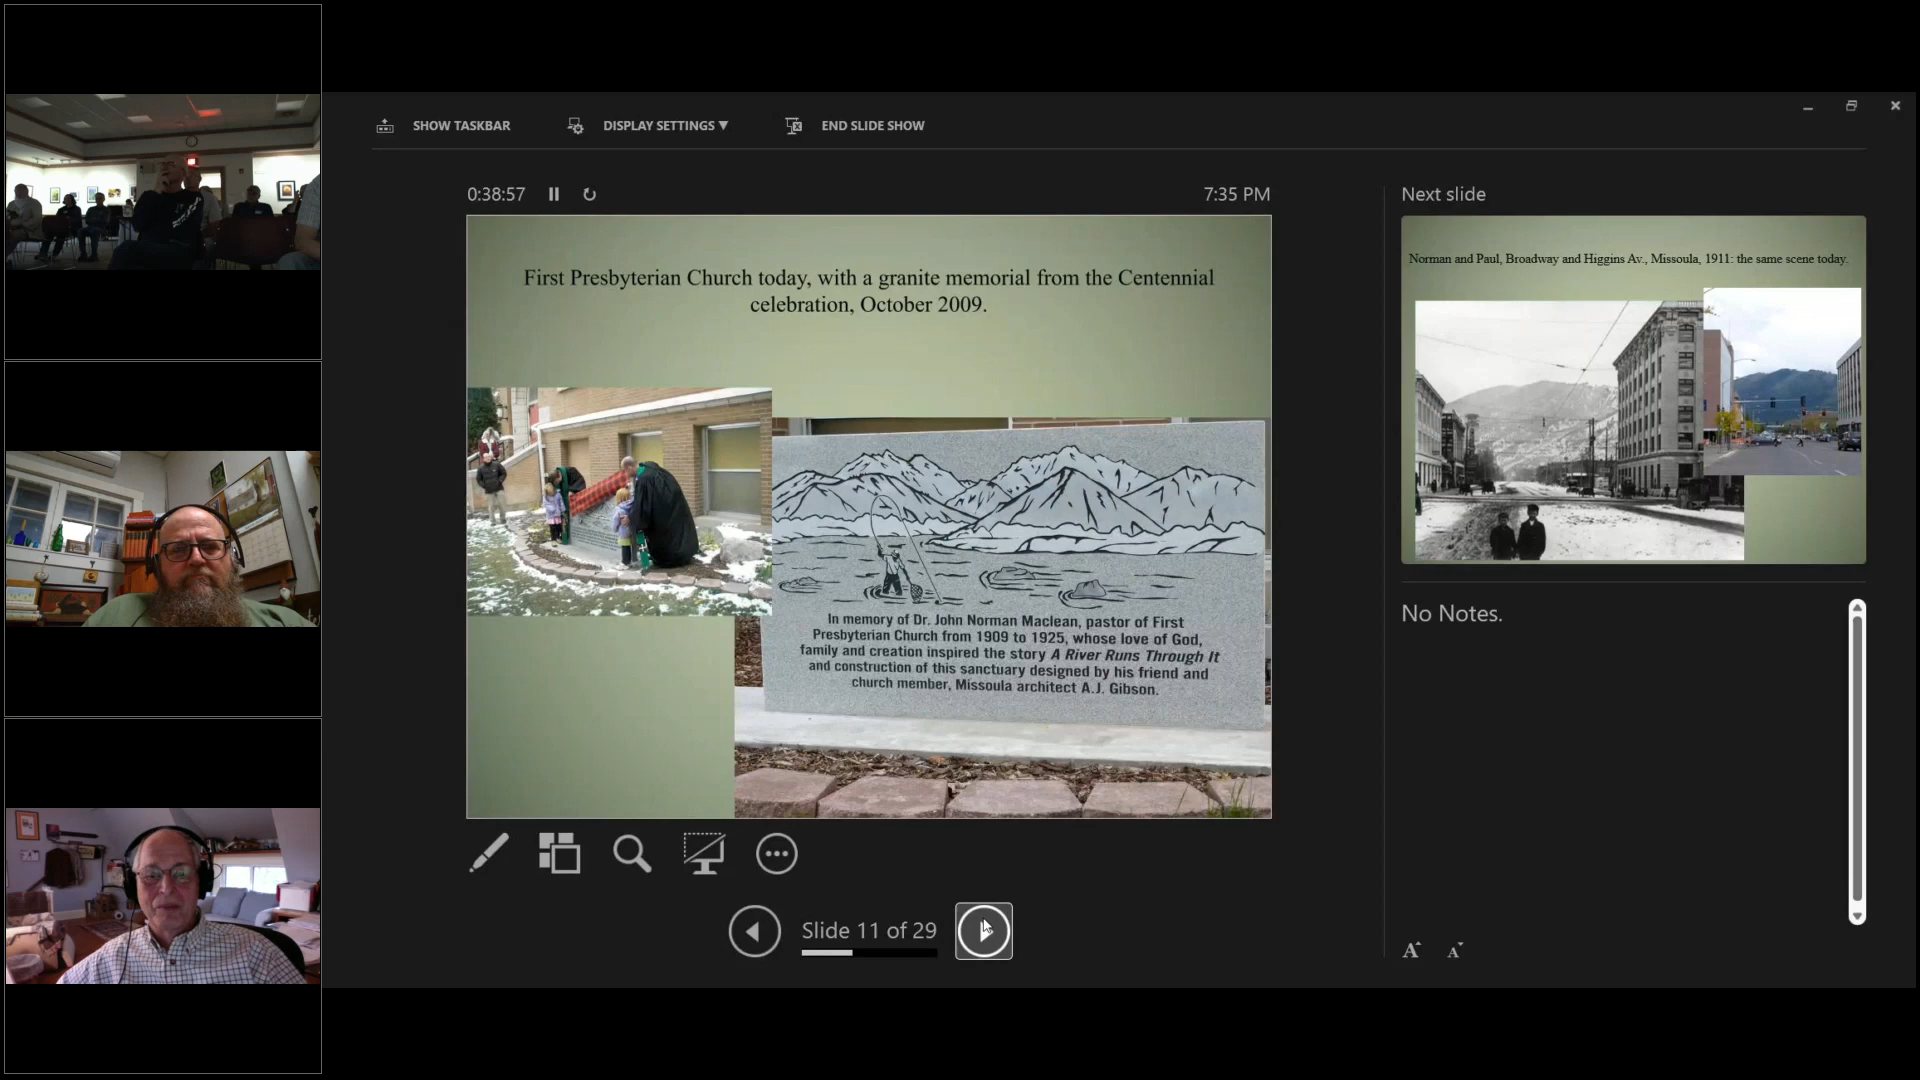 SHOW TASKBAR
DISPLAY SETTINGS ▼
END SLIDE SHOW
0:38:57
7:35 PM
First Presbyterian Church today, with a granite memorial from the Centennial
celebration, October 2009.
In memory of Dr. John Norman Maclean, pastor of First
Presbyterian Church from 1909 to 1925, whose love of God,
family and creation inspired the story A River Runs Through It
and construction of this sanctuary designed by his friend and
church member, Missoula architect A.J. Gibson.
Slide 11 of 29
Next slide
Norman and Paul, Broadway and Higgins Av., Missoula, 1911: the same scene today.
No Notes.
A
A